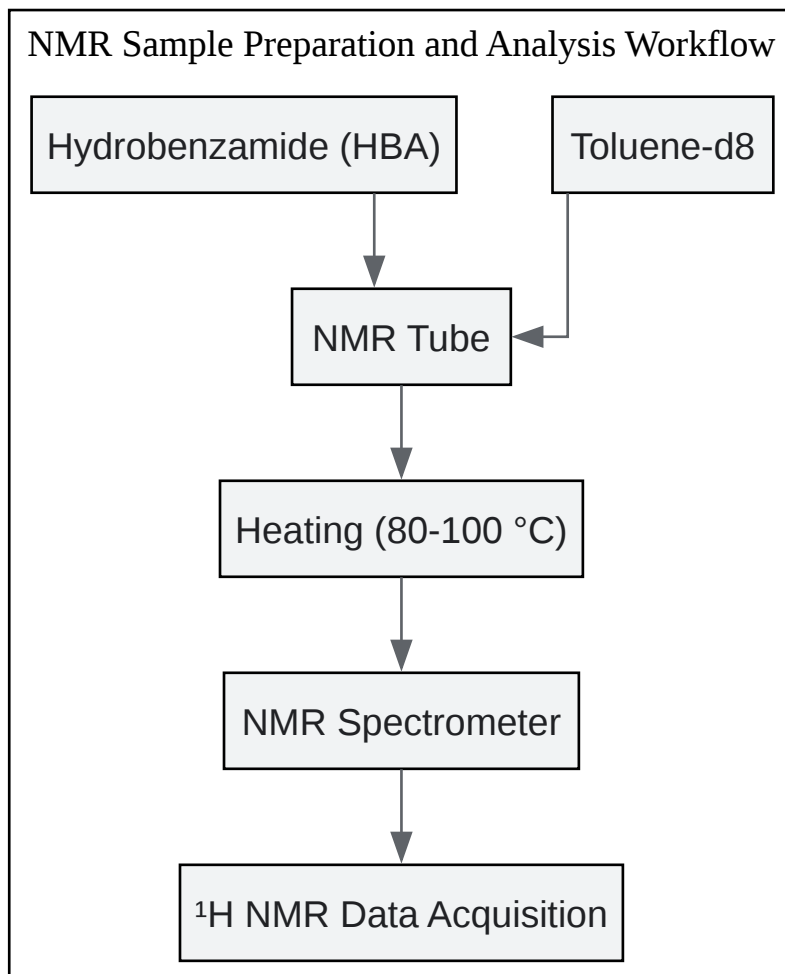 NMR Sample Preparation and Analysis Workflow
Hydrobenzamide (HBA)
Toluene-d8
NMR Tube
Heating (80-100 °C)
NMR Spectrometer
¹H NMR Data Acquisition